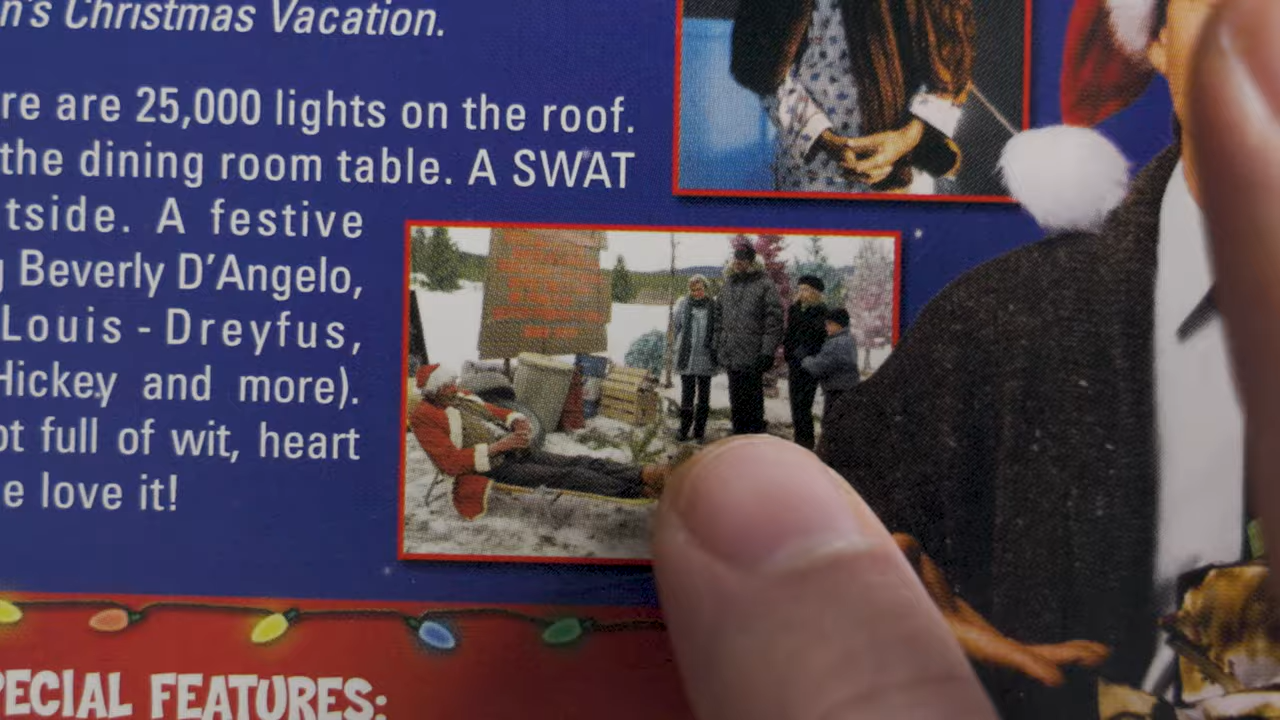 n's Christmas Vacation.
re are 25,000 lights on the roof.
the dining room table. A SWAT
tside. A festive
g Beverly D'Angelo,
Louis-Dreyfus,
Hickey and more).
ot full of wit, heart
e love it!
PECIAL FEATURES: